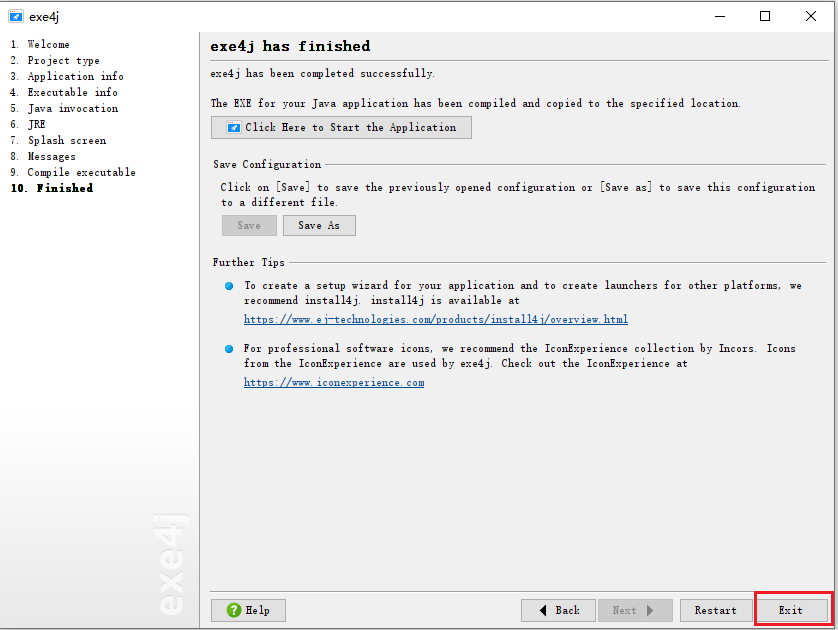 exe4j
1. Welcome
2. Project type
3. Application info
4. Executable info
5. Java invocation
6. JRE
7. Splash screen
8. Messages
9. Compile executable
10. Finished
exe4j
exe4j has finished
exe4j has been completed successfully.
The EXE for your Java application has been compiled and copied to the specified location.
Click Here to Start the Application
Save Configuration
Click on [Save] to save the previously opened configuration or [Save as] to save this configuration
to a different file.
Save Save As
Further Tips
To create a setup wizard for your application and to create launchers for other platforms, we
recommend install4j. install4j is available at
https://www.ej-technologies.com/products/install4j/overview.html
For professional software icons, we recommend the IconExperience collection by Incors. Icons
from the IconExperience are used by exe4j. Check out the IconExperience at
https://www.iconexperience.com
? Help Back Next Restart Exit